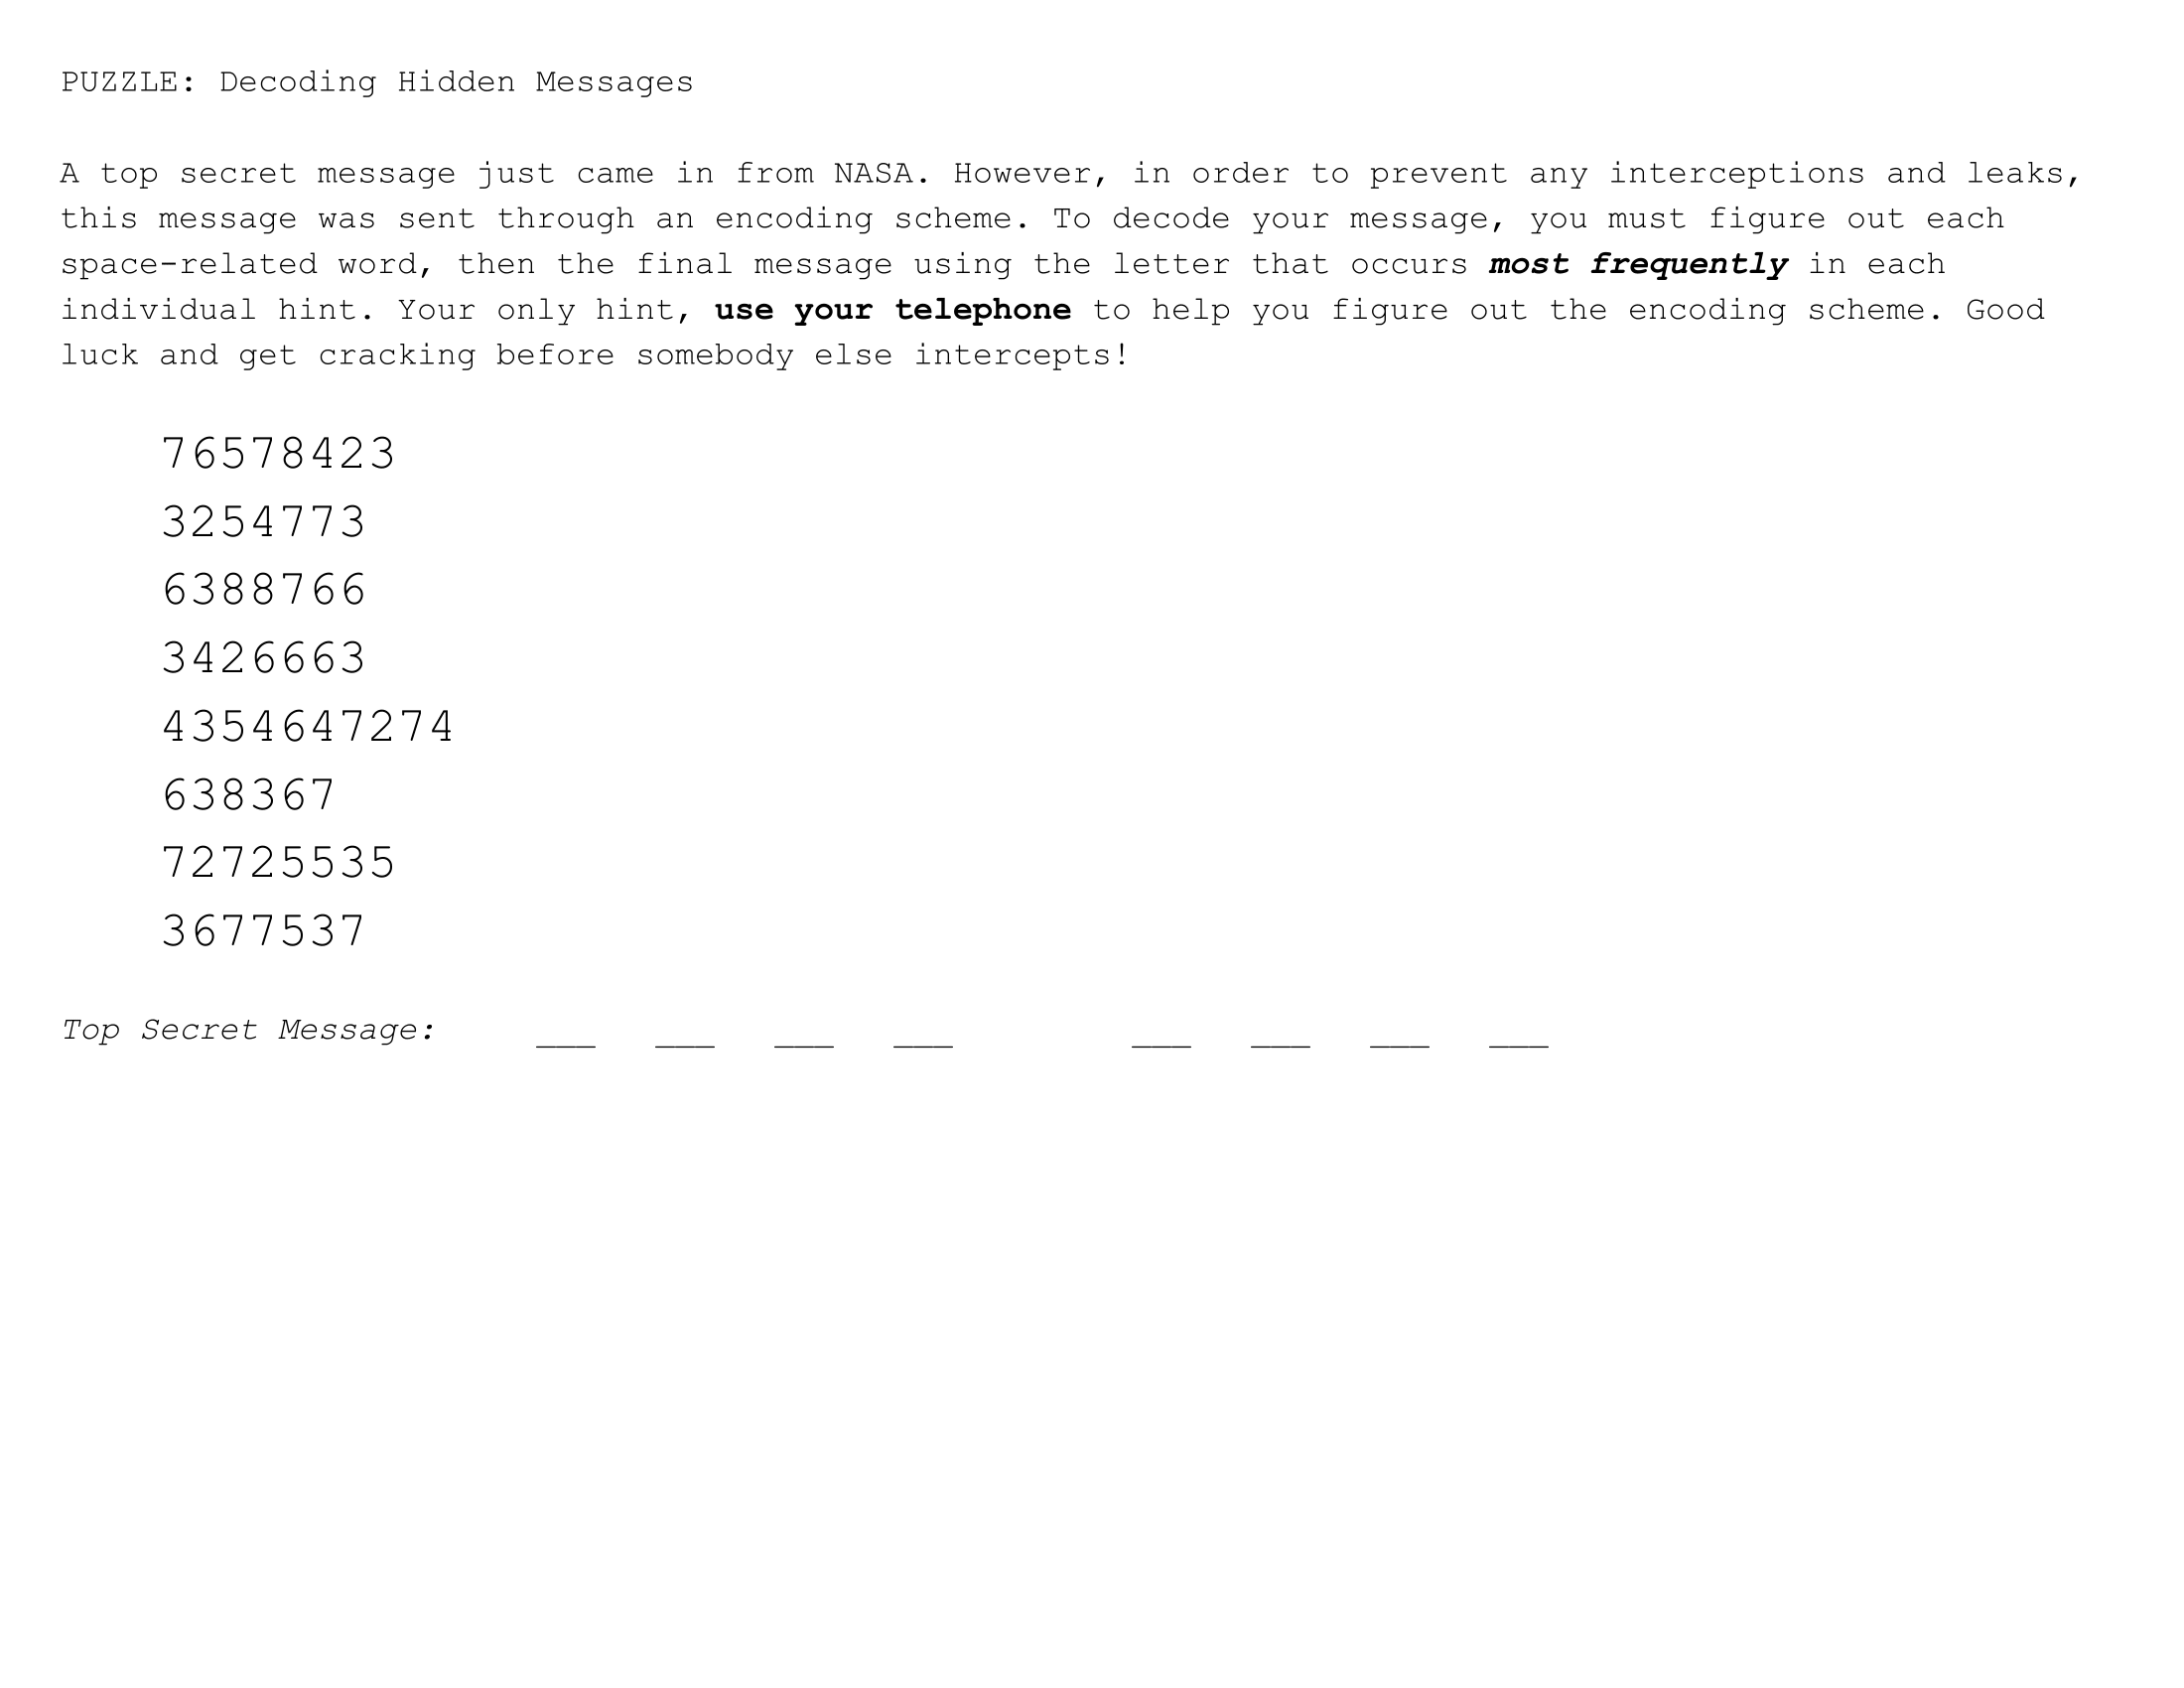 PUZZLE: Decoding Hidden Messages
A top secret message just came in from NASA. However, in order to prevent any interceptions and leaks,
this message was sent through an encoding scheme. To decode your message, you must figure out each
space-related word, then the final message using the letter that occurs most frequently in each
individual hint. Your only hint, use your telephone to help you figure out the encoding scheme. Good
luck and get cracking before somebody else intercepts!
76578423
3254773
6388766
3426663
4354647274
638367
72725535
3677537
Top Secret Message: ___ ___ ___ ___ ___ ___ ___ ___